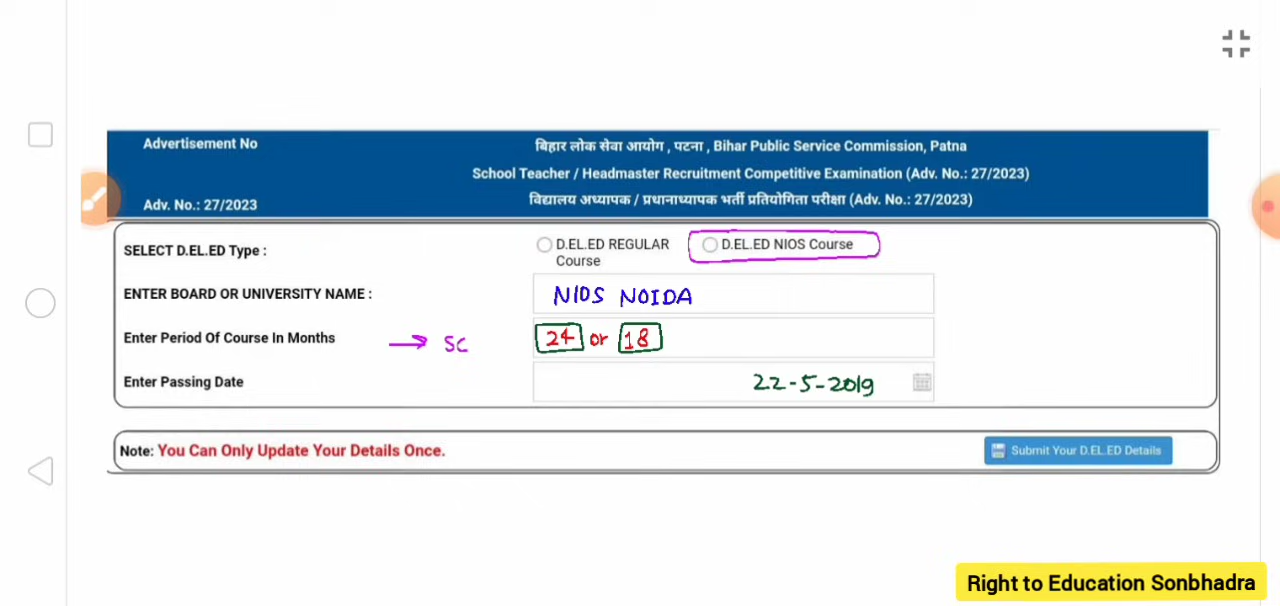 Advertisement No
बिहार लोक सेवा आयोग , पटना , Bihar Public Service Commission, Patna
School Teacher / Headmaster Recruitment Competitive Examination (Adv. No.: 27/2023)
Adv. No.: 27/2023
विद्यालय अध्यापक / प्रधानाध्यापक भर्ती प्रतियोगिता परीक्षा (Adv. No.: 27/2023)
SELECT D.EL.ED Type :
D.EL.ED REGULAR Course
D.EL.ED NIOS Course
ENTER BOARD OR UNIVERSITY NAME :
NIOS NOIDA
Enter Period Of Course In Months
SC
24 or 18
Enter Passing Date
22-5-2019
Note: You Can Only Update Your Details Once.
Submit Your D.EL.ED Details
Right to Education Sonbhadra